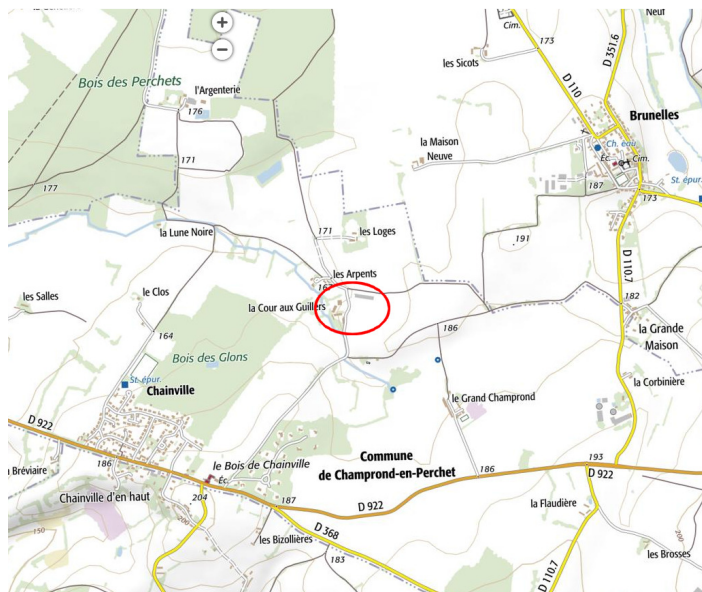 +
−
Cim.
173
Neuf
les Sicots
D 110
D 351.6
Bois des Perchets
l'Argenterie
176
Brunelles
la Maison
Neuve
Ch. eau
Éc.
Cim.
171
St. épur.
187
177
173
la Lune Noire
171
les Loges
191
D 110.7
les Arpents
les Salles
le Clos
la Cour aux Guillers
182
164
186
la Grande
Maison
Bois des Glons
St. épur.
Chainville
la Corbinière
le Grand Champrond
D 922
le Bois de Chainville
Commune
de Champrond-en-Perchet
193
Bréviaire
186
Éc.
186
D 922
Chainville d'en haut
204
187
D 922
la Flaudière
200
150
les Bizollières
D 368
200
les Brosses
183
D 110.7